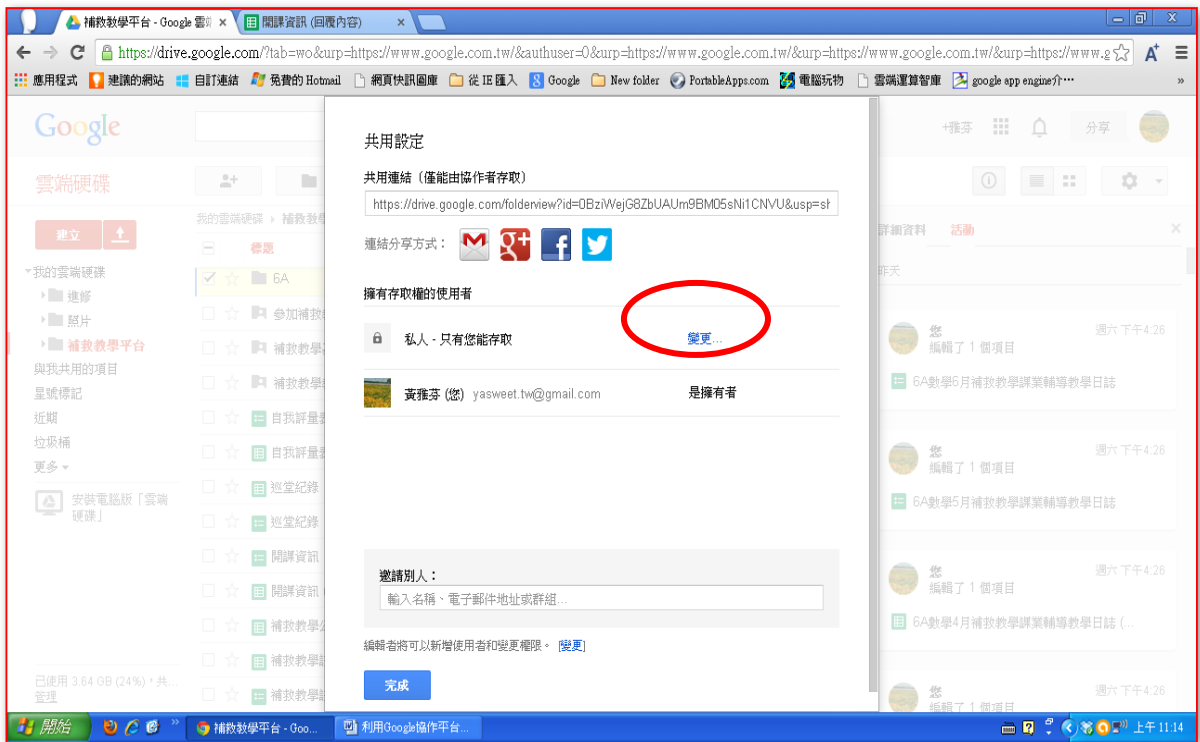 補救教學平台 - Google 雲
開課資訊 (回覆內容)
https://drive.google.com/?tab=wo&urp=https://www.google.com.tw/&authuser=0&urp=https://www.google.com.tw/&urp=https://www.google.com.tw/&urp=https://www.g
應用程式 建議的網站 自訂連結 免費的 Hotmail 網頁快訊圖庫 從 IE 匯入 Google New folder PortableApps.com 電腦玩物 雲端運算智庫 google app engine介⋯ »
Google
+雅芬 分享
共用設定
雲端硬碟
共用連結（僅能由協作者存取）
https://drive.google.com/folderview?id=0BziWejG8ZbUAUm9BM05sNi1CNVU&usp=sh
我的雲端硬碟 › 補救教學
建立
連結分享方式：
詳細資料 活動
標題
昨天
我的雲端硬碟
6A
進修
擁有存取權的使用者
照片
參加補救
補救教學平台
私人 - 只有您能存取 變更...
您 週六 下午4:26
編輯了 1 個項目
與我共用的項目
補救教學
星號標記
補救教學
黃雅芬 (您) yasweet.tw@gmail.com 是擁有者
6A數學6月補救教學課業輔導教學日誌
近期
自我評量
垃圾桶
自我評量
您 週六 下午4:26
編輯了 1 個項目
更多
安裝電腦版「雲端
硬碟」
巡堂紀錄
6A數學5月補救教學課業輔導教學日誌
巡堂紀錄
開課資訊
邀請別人：
輸入名稱、電子郵件地址或群組...
您 週六 下午4:26
編輯了 1 個項目
開課資訊
補救教學
6A數學4月補救教學課業輔導教學日誌 (...
編輯者將可以新增使用者和變更權限。 [變更]
補救教學
已使用 3.64 GB (24%)，共...
管理
完成
補救教學
您 週六 下午4:26
編輯了 1 個項目
開始 » 補救教學平台 - Goo... 利用Google協作平台... 上午 11:14